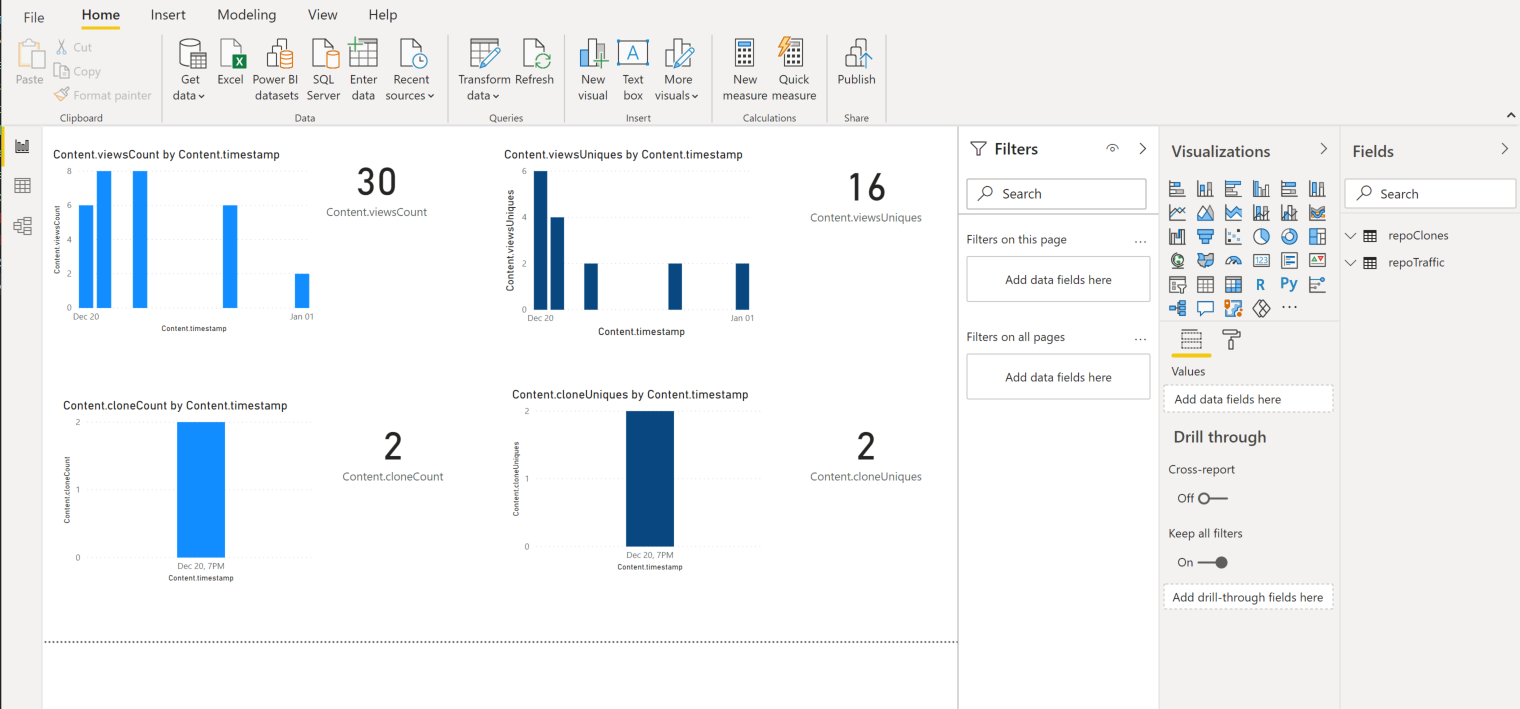 File Home Insert Modeling View Help
Paste
Cut
Copy
Format painter
Clipboard
Get data
Excel
Power BI datasets
SQL Server
Enter data
Recent sources
Data
Transform data
Refresh
Queries
New visual
Text box
More visuals
Insert
New measure
Quick measure
Calculations
Publish
Share
Content.viewsCount by Content.timestamp
8
6
4
2
0
Content.viewsCount
Dec 20 Jan 01
Content.timestamp
30
Content.viewsCount
Content.viewsUniques by Content.timestamp
6
4
2
0
Content.viewsUniques
Dec 20 Jan 01
Content.timestamp
16
Content.viewsUniques
Content.cloneCount by Content.timestamp
2
1
0
Content.cloneCount
Dec 20, 7PM
Content.timestamp
2
Content.cloneCount
Content.cloneUniques by Content.timestamp
2
1
0
Content.cloneUniques
Dec 20, 7PM
Content.timestamp
2
Content.cloneUniques
Filters
Search
Filters on this page ...
Add data fields here
Filters on all pages ...
Add data fields here
Visualizations
123
R Py
...
Values
Add data fields here
Drill through
Cross-report
Off
Keep all filters
On
Add drill-through fields here
Fields
Search
repoClones
repoTraffic